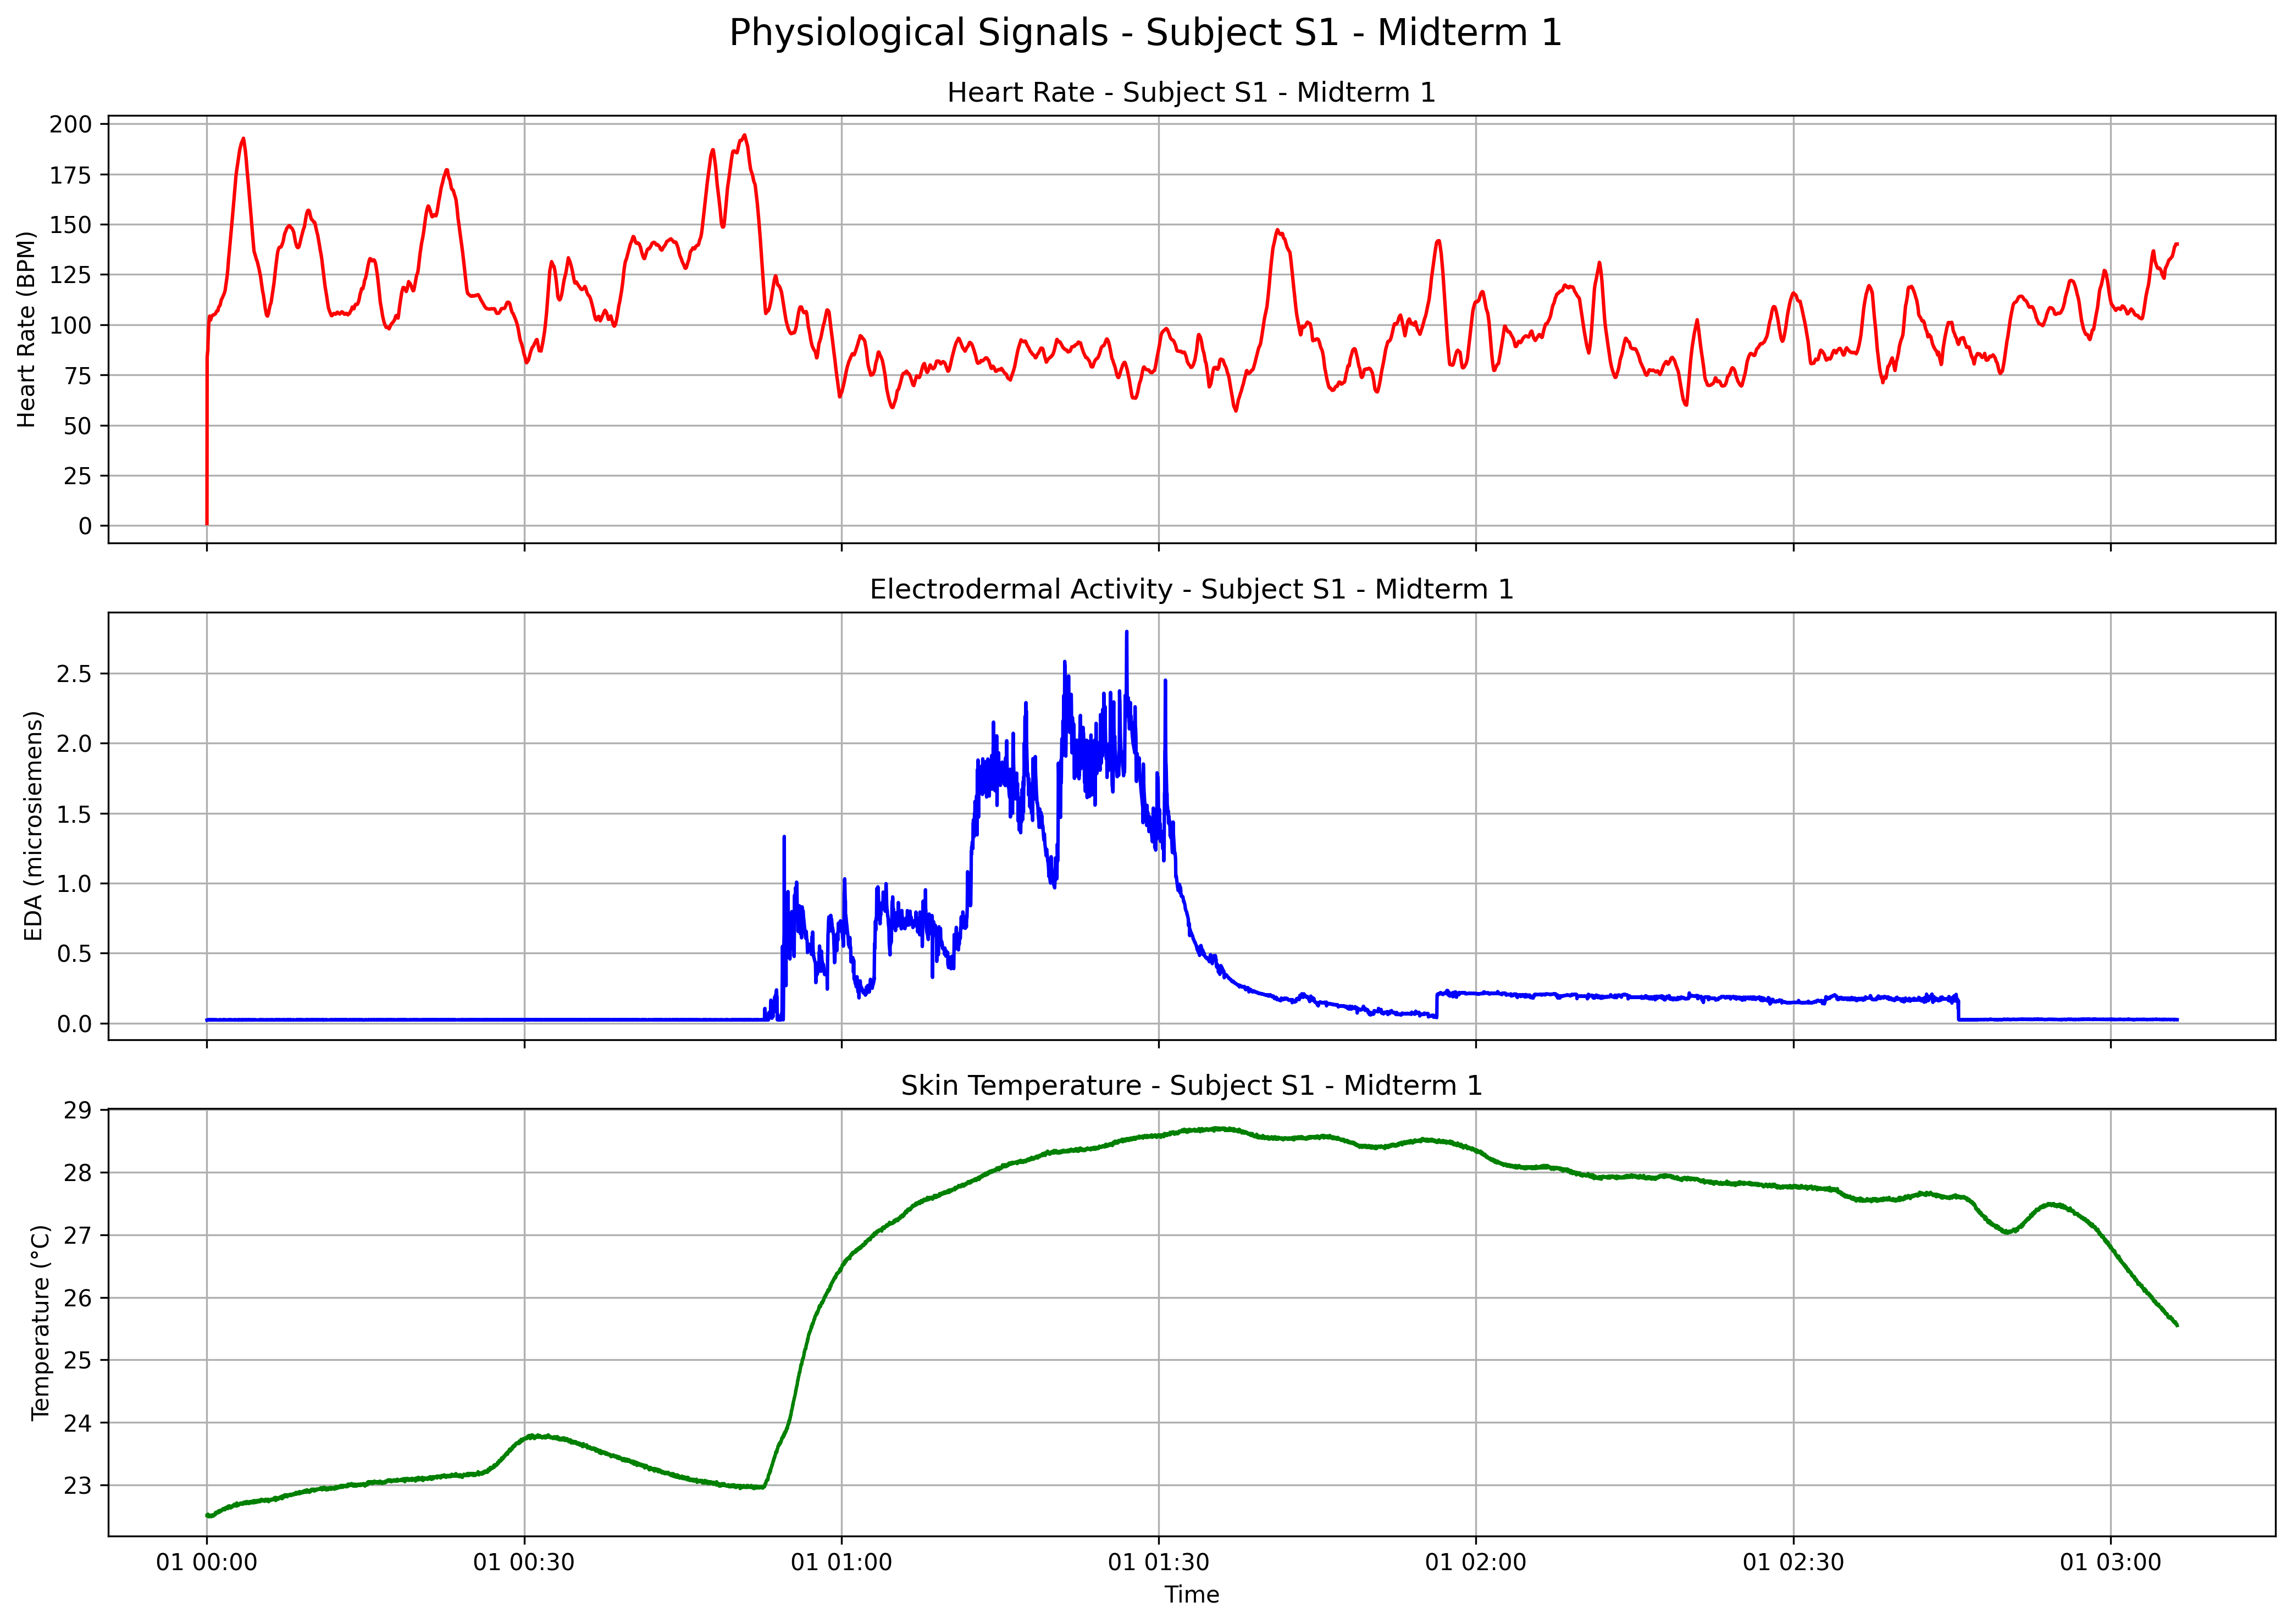 Physiological Signals - Subject S1 - Midterm 1
Heart Rate - Subject S1 - Midterm 1
Heart Rate (BPM)
200
175
150
125
100
75
50
25
0
Electrodermal Activity - Subject S1 - Midterm 1
EDA (microsiemens)
2.5
2.0
1.5
1.0
0.5
0.0
Skin Temperature - Subject S1 - Midterm 1
Temperature (°C)
29
28
27
26
25
24
23
01 00:00 01 00:30 01 01:00 01 01:30 01 02:00 01 02:30 01 03:00
Time